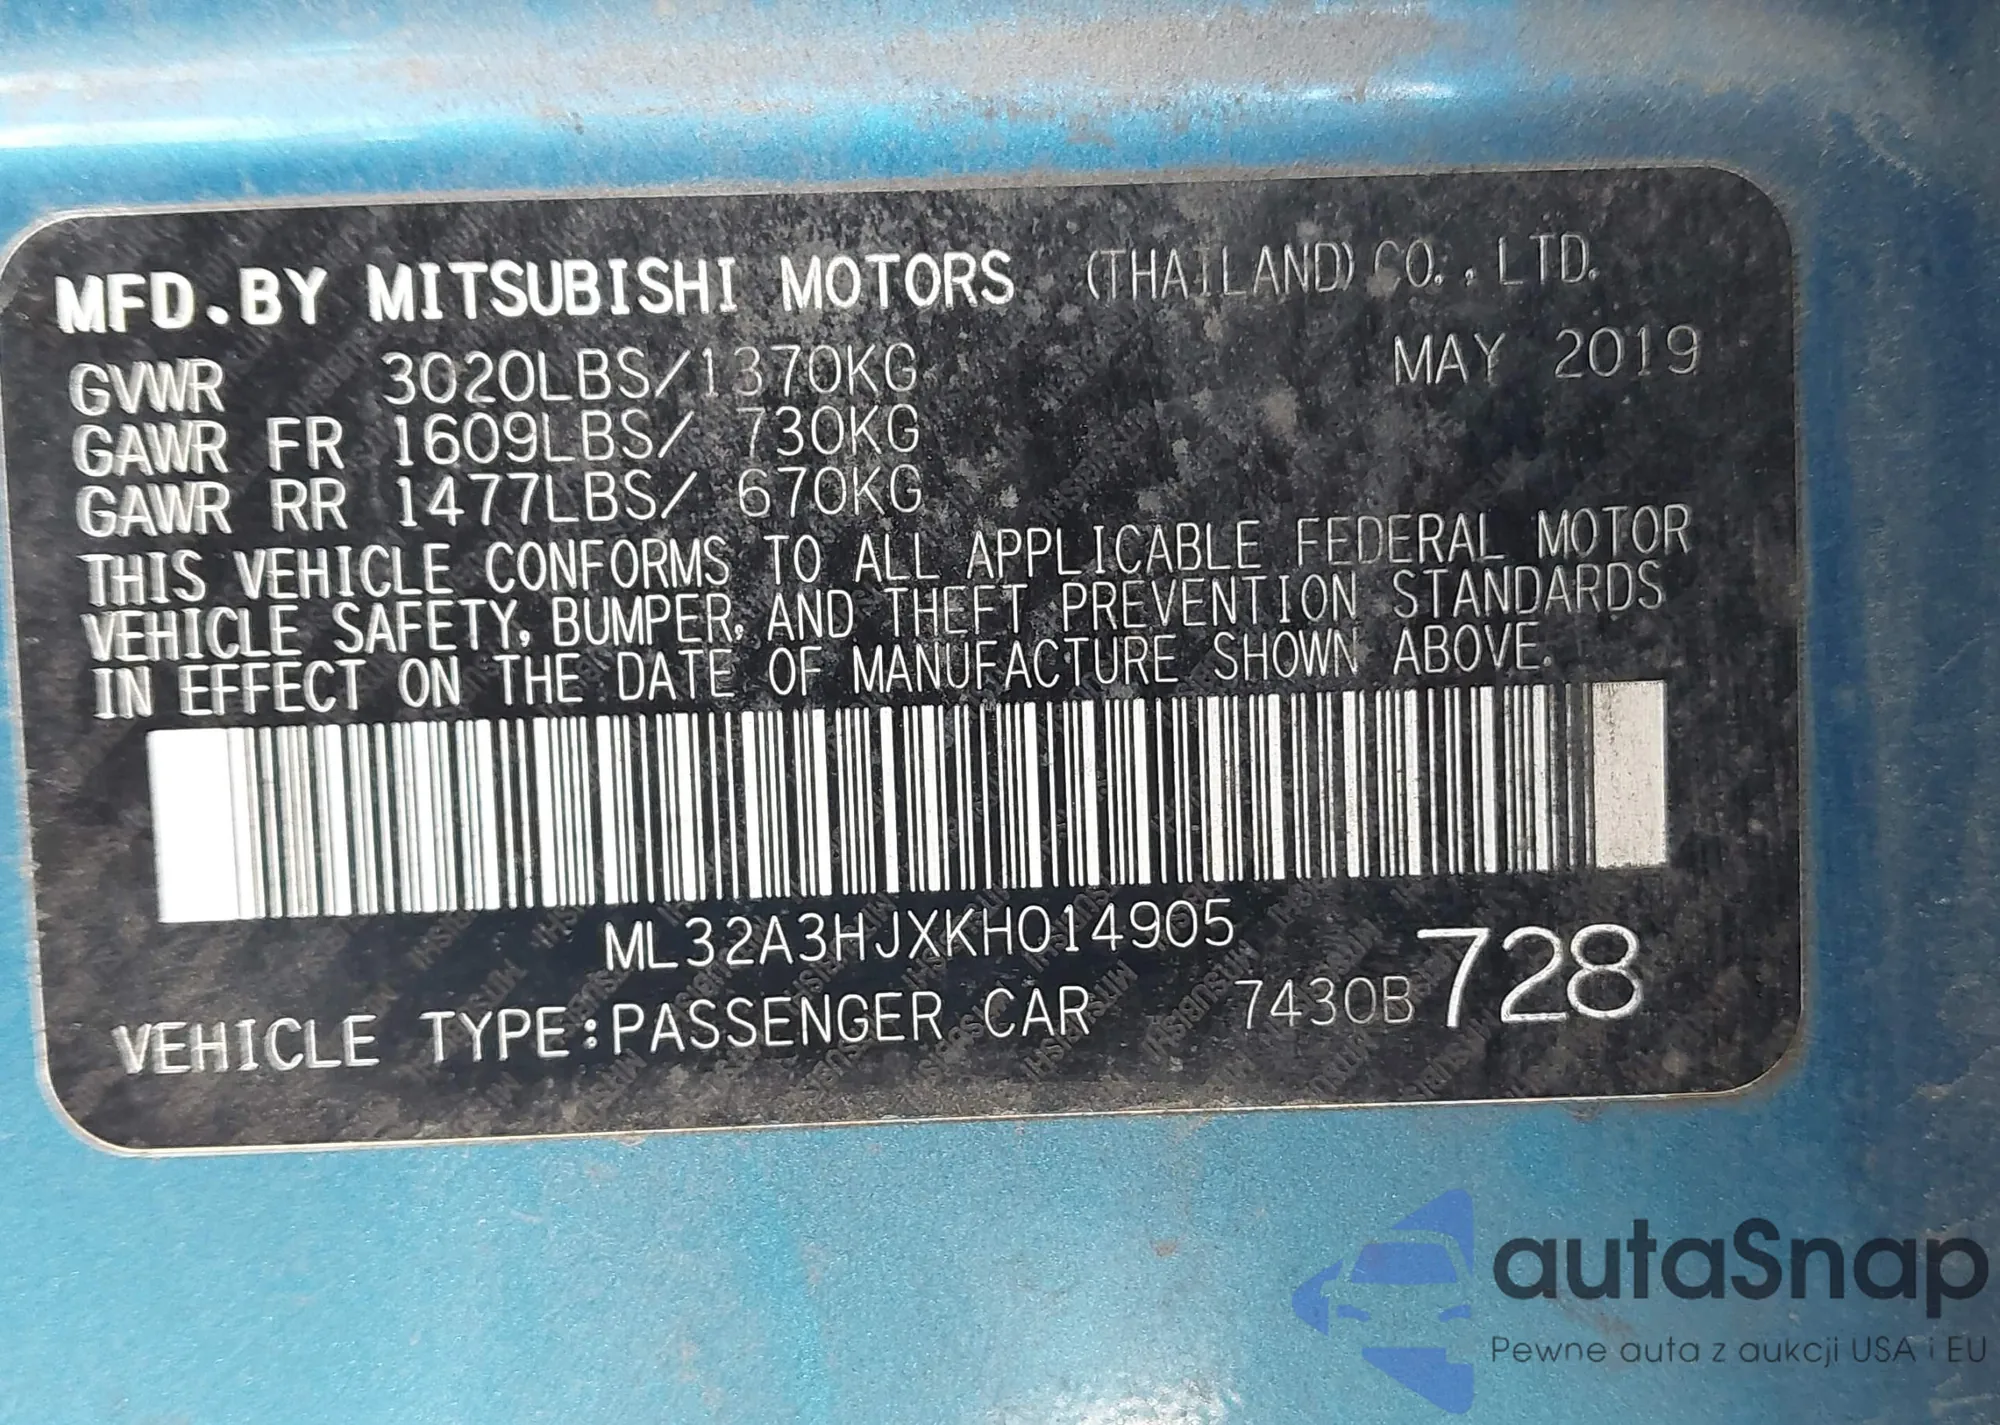 MFD.BY MITSUBISHI MOTORS (THAILAND) CO., LTD.
MAY 2019
GVWR 3020LBS/1370KG
GAWR FR 1609LBS/ 730KG
GAWR RR 1477LBS/ 670KG
THIS VEHICLE CONFORMS TO ALL APPLICABLE FEDERAL MOTOR
VEHICLE SAFETY, BUMPER, AND THEFT PREVENTION STANDARDS
IN EFFECT ON THE DATE OF MANUFACTURE SHOWN ABOVE.
ML32A3HJXKH014905
VEHICLE TYPE:PASSENGER CAR 7430B 728
autaSnap
Pewne auta z aukcji USA i EU